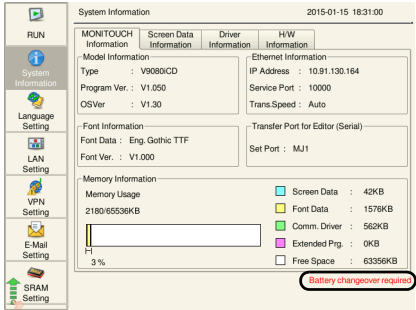 System Information 2015-01-15 18:31:00
RUN
System Information
Language Setting
LAN Setting
VPN Setting
E-Mail Setting
SRAM Setting
MONITOUCH Information
Screen Data Information
Driver Information
H/W Information
Model Information
Type : V9080iCD
Program Ver. : V1.050
OSVer : V1.30
Ethernet Information
IP Address : 10.91.130.164
Service Port : 10000
Trans.Speed : Auto
Font Information
Font Data : Eng. Gothic TTF
Font Ver. : V1.000
Transfer Port for Editor (Serial)
Set Port : MJ1
Memory Information
Memory Usage
2180/65536KB
3 %
Screen Data : 42KB
Font Data : 1576KB
Comm. Driver : 562KB
Extended Prg. : 0KB
Free Space : 63356KB
Battery changeover required